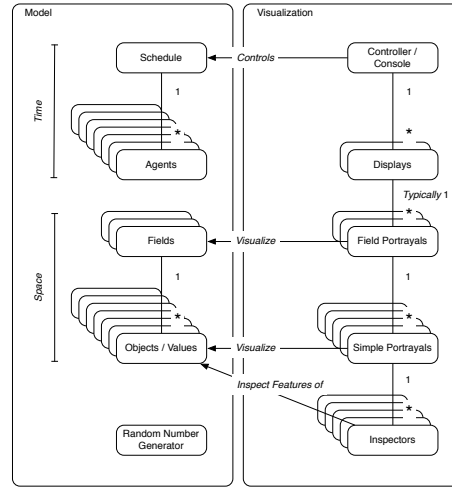 Model
Visualization
Schedule
Controls
Controller /
Console
1
1
Time
*
*
Agents
Displays
Typically 1
*
Fields
Visualize
Field Portrayals
1
1
Space
*
*
Objects / Values
Visualize
Simple Portrayals
Inspect Features of
1
*
Random Number
Generator
Inspectors